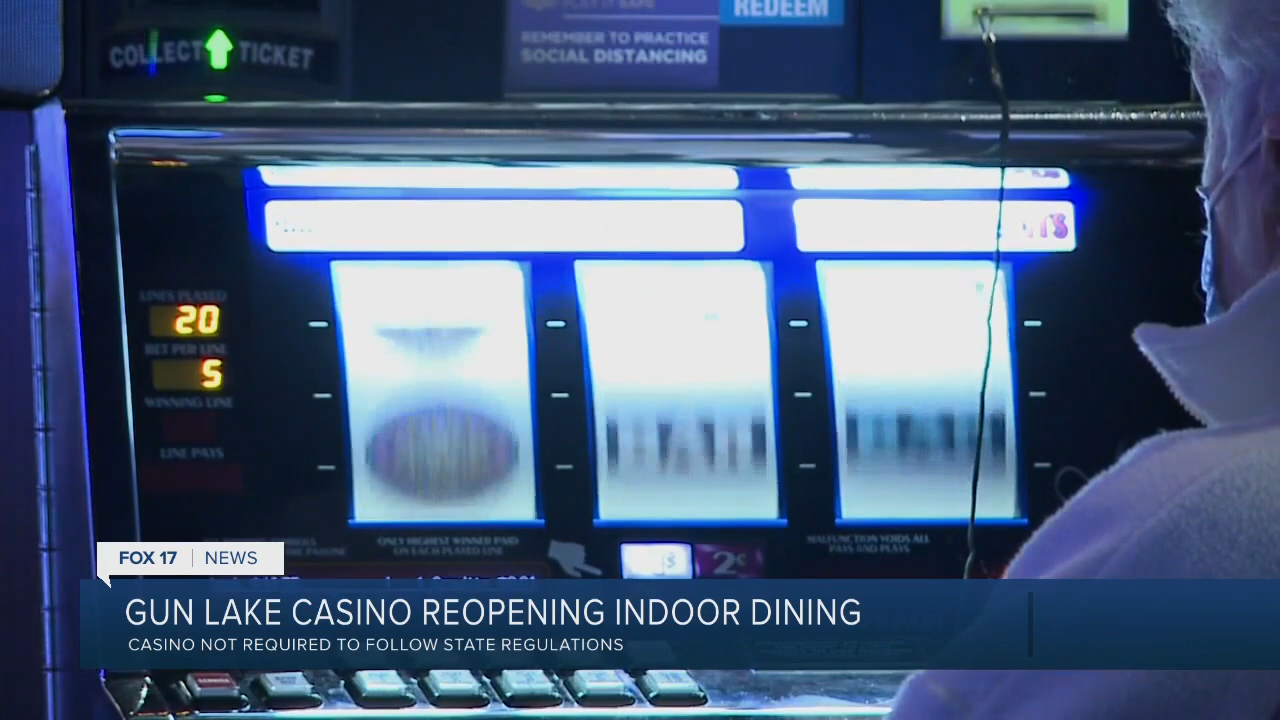 REDEEM
COLLECT TICKET
REMEMBER TO PRACTICE
SOCIAL DISTANCING
LINES PLAYED
20
BET PER LINE
5
WINNING LINE
LINE PAYS
ONLY HIGHEST WINNER PAID
ON EACH PLAYED LINE
MALFUNCTION VOIDS ALL
PAYS AND PLAYS
2¢
FOX 17 NEWS
GUN LAKE CASINO REOPENING INDOOR DINING
CASINO NOT REQUIRED TO FOLLOW STATE REGULATIONS